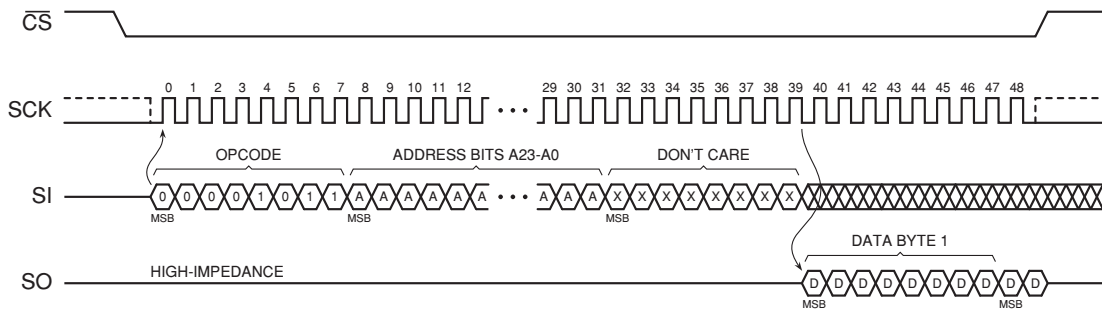 CS
SCK
0 1 2 3 4 5 6 7 8 9 10 11 12 29 30 31 32 33 34 35 36 37 38 39 40 41 42 43 44 45 46 47 48
OPCODE ADDRESS BITS A23-A0 DON'T CARE
SI
0 0 0 0 1 0 1 1 A A A A A A A A A X X X X X X X X
MSB MSB MSB
DATA BYTE 1
HIGH-IMPEDANCE
SO
D D D D D D D D D D
MSB MSB